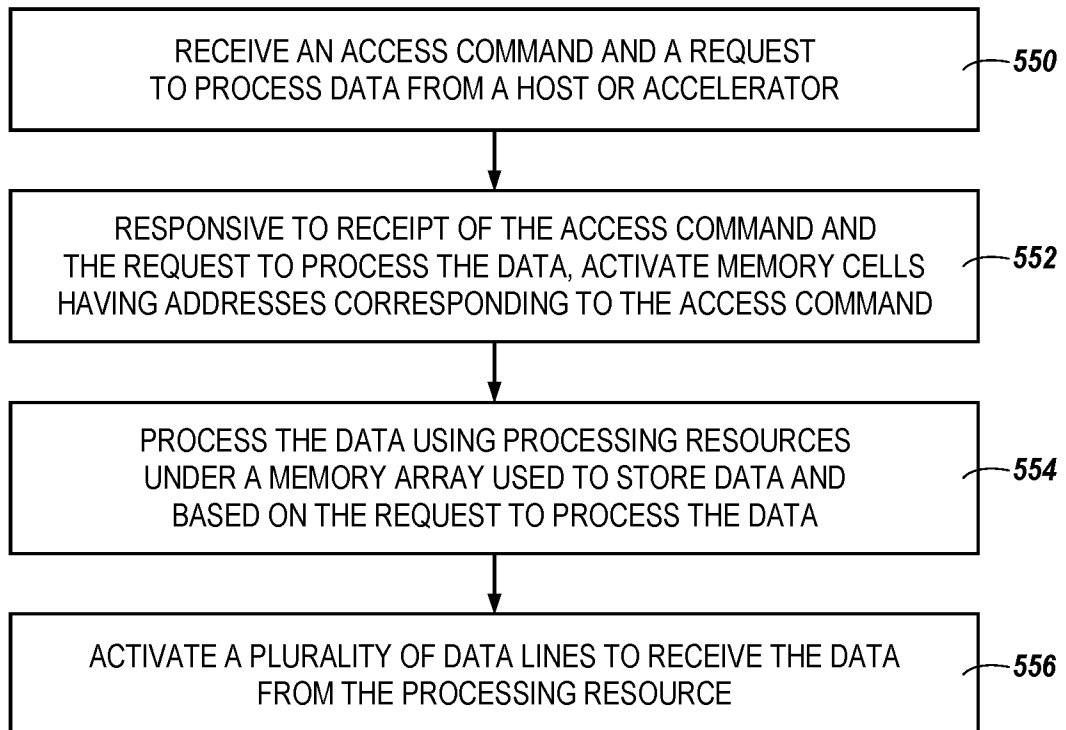 RECEIVE AN ACCESS COMMAND AND A REQUEST
TO PROCESS DATA FROM A HOST OR ACCELERATOR
550
RESPONSIVE TO RECEIPT OF THE ACCESS COMMAND AND
THE REQUEST TO PROCESS THE DATA, ACTIVATE MEMORY CELLS
HAVING ADDRESSES CORRESPONDING TO THE ACCESS COMMAND
552
PROCESS THE DATA USING PROCESSING RESOURCES
UNDER A MEMORY ARRAY USED TO STORE DATA AND
BASED ON THE REQUEST TO PROCESS THE DATA
554
ACTIVATE A PLURALITY OF DATA LINES TO RECEIVE THE DATA
FROM THE PROCESSING RESOURCE
556